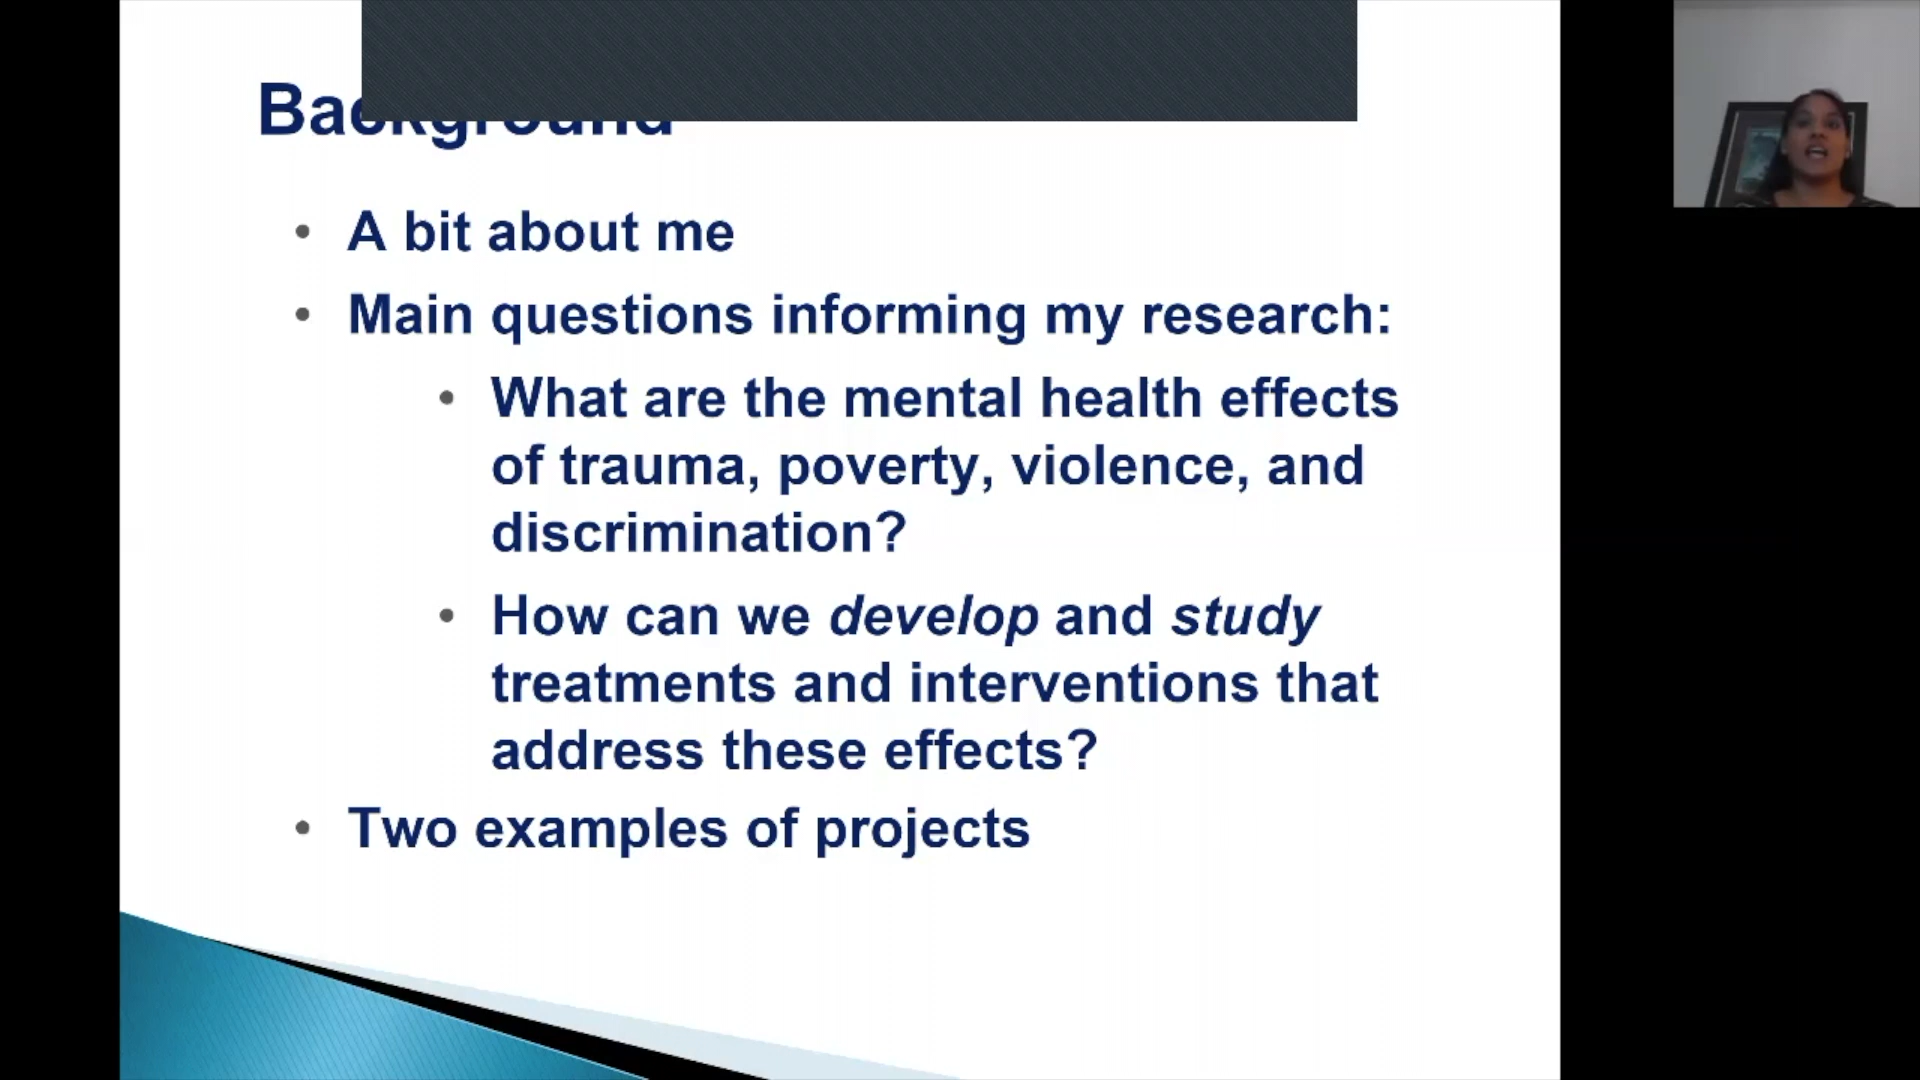 Background
• A bit about me
• Main questions informing my research:
• What are the mental health effects
of trauma, poverty, violence, and
discrimination?
• How can we develop and study
treatments and interventions that
address these effects?
• Two examples of projects